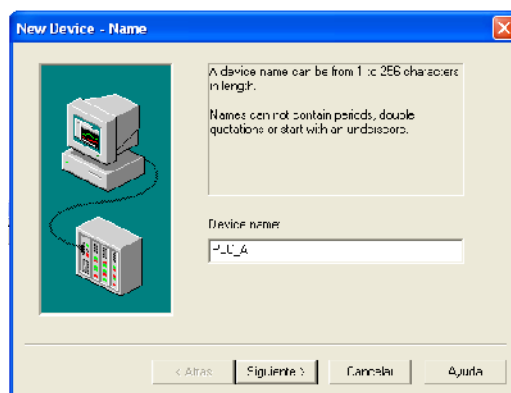 New Device - Name
A device name can be from 1 to 256 characters
in length.
Names can not contain periods, double
quotations or start with an underscore.
Device name:
PLC_A
< Atras
Siguiente >
Cancelar
Ayuda